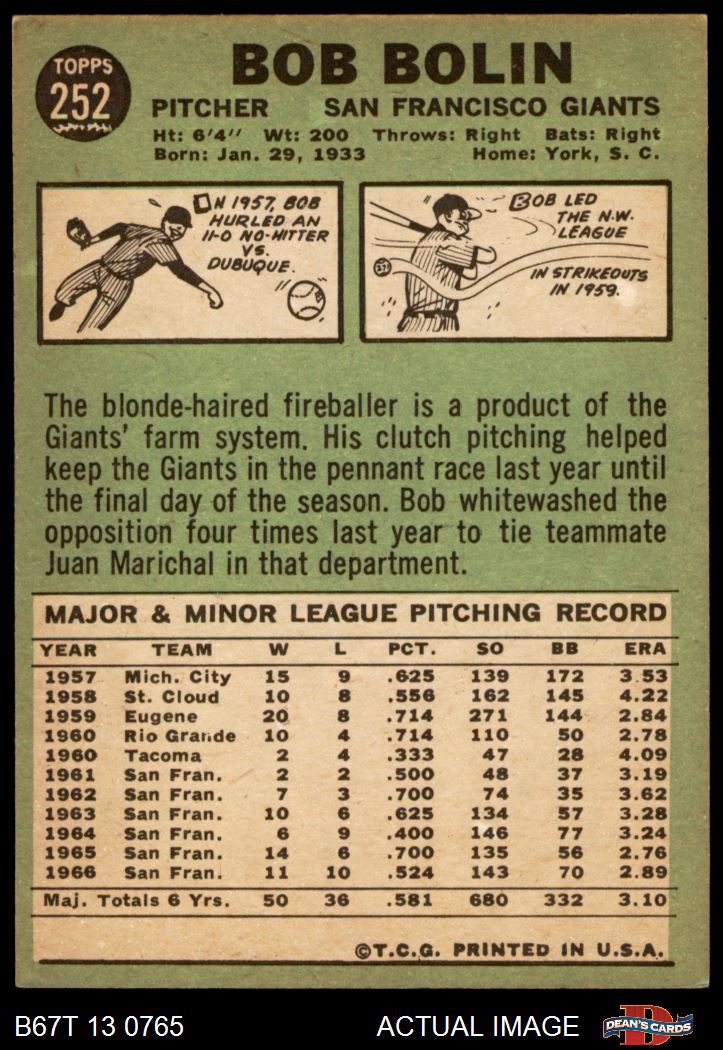 TOPPS
252
BOB BOLIN
PITCHER SAN FRANCISCO GIANTS
Ht: 6'4" Wt: 200 Throws: Right Bats: Right
Born: Jan. 29, 1933 Home: York, S. C.
ON 1957, BOB
HURLED AN
11-0 NO-HITTER
VS.
DUBUQUE.
BOB LED
THE N.W.
LEAGUE
IN STRIKEOUTS
IN 1959.
The blonde-haired fireballer is a product of the
Giants' farm system. His clutch pitching helped
keep the Giants in the pennant race last year until
the final day of the season. Bob whitewashed the
opposition four times last year to tie teammate
Juan Marichal in that department.
MAJOR & MINOR LEAGUE PITCHING RECORD
YEAR TEAM W L PCT. SO BB ERA
1957 Mich. City 15 9 .625 139 172 3.53
1958 St. Cloud 10 8 .556 162 145 4.22
1959 Eugene 20 8 .714 271 144 2.84
1960 Rio Grande 10 4 .714 110 50 2.78
1960 Tacoma 2 4 .333 47 28 4.09
1961 San Fran. 2 2 .500 48 37 3.19
1962 San Fran. 7 3 .700 74 35 3.62
1963 San Fran. 10 6 .625 134 57 3.28
1964 San Fran. 6 9 .400 146 77 3.24
1965 San Fran. 14 6 .700 135 56 2.76
1966 San Fran. 11 10 .524 143 70 2.89
Maj. Totals 6 Yrs. 50 36 .581 680 332 3.10
©T.C.G. PRINTED IN U.S.A.
B67T 13 0765 ACTUAL IMAGE DEAN'S CARDS